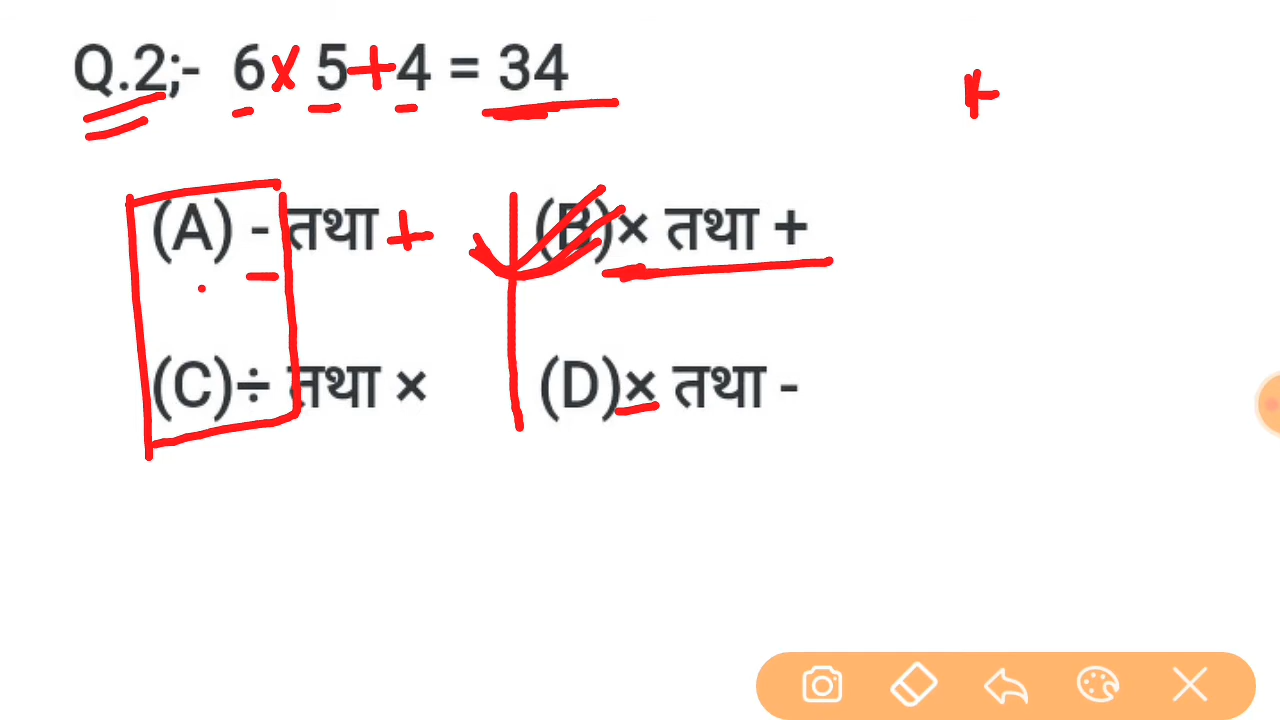 Q.2;- 6 x 5 + 4 = 34
(A) - तथा + (B) × तथा +
(C) ÷ तथा × (D) × तथा -